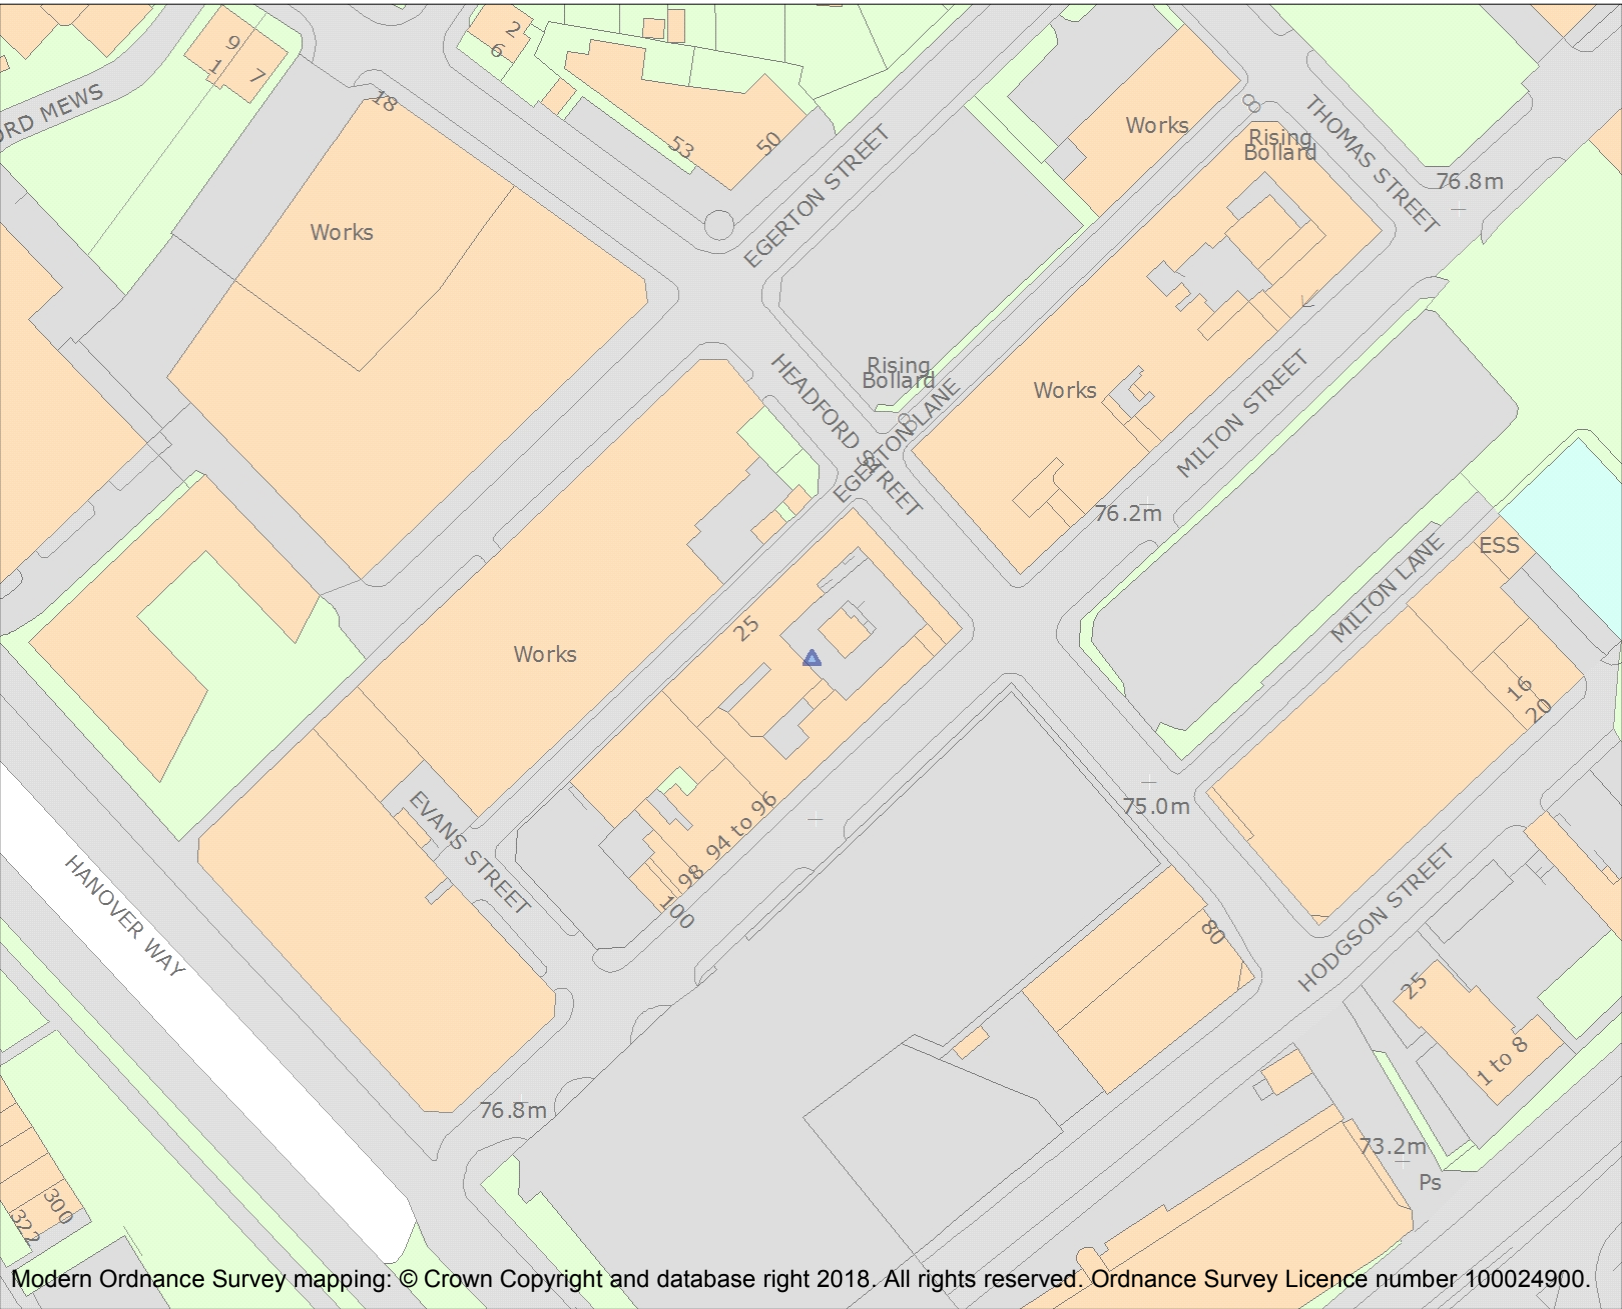 2
6
9
1
7
ORD MEWS
18
53
50
EGERTON STREET
Works
8
Rising
Bollard
THOMAS STREET
76.8m
Works
Rising
Bollard
HEADFORD STREET
EGERTON LANE
Works
MILTON STREET
76.2m
ESS
MILTON LANE
25
Works
16
20
EVANS STREET
94 to 96
98
100
75.0m
HANOVER WAY
80
HODGSON STREET
25
1 to 8
76.8m
73.2m
Ps
300
322
Modern Ordnance Survey mapping: © Crown Copyright and database right 2018. All rights reserved. Ordnance Survey Licence number 100024900.